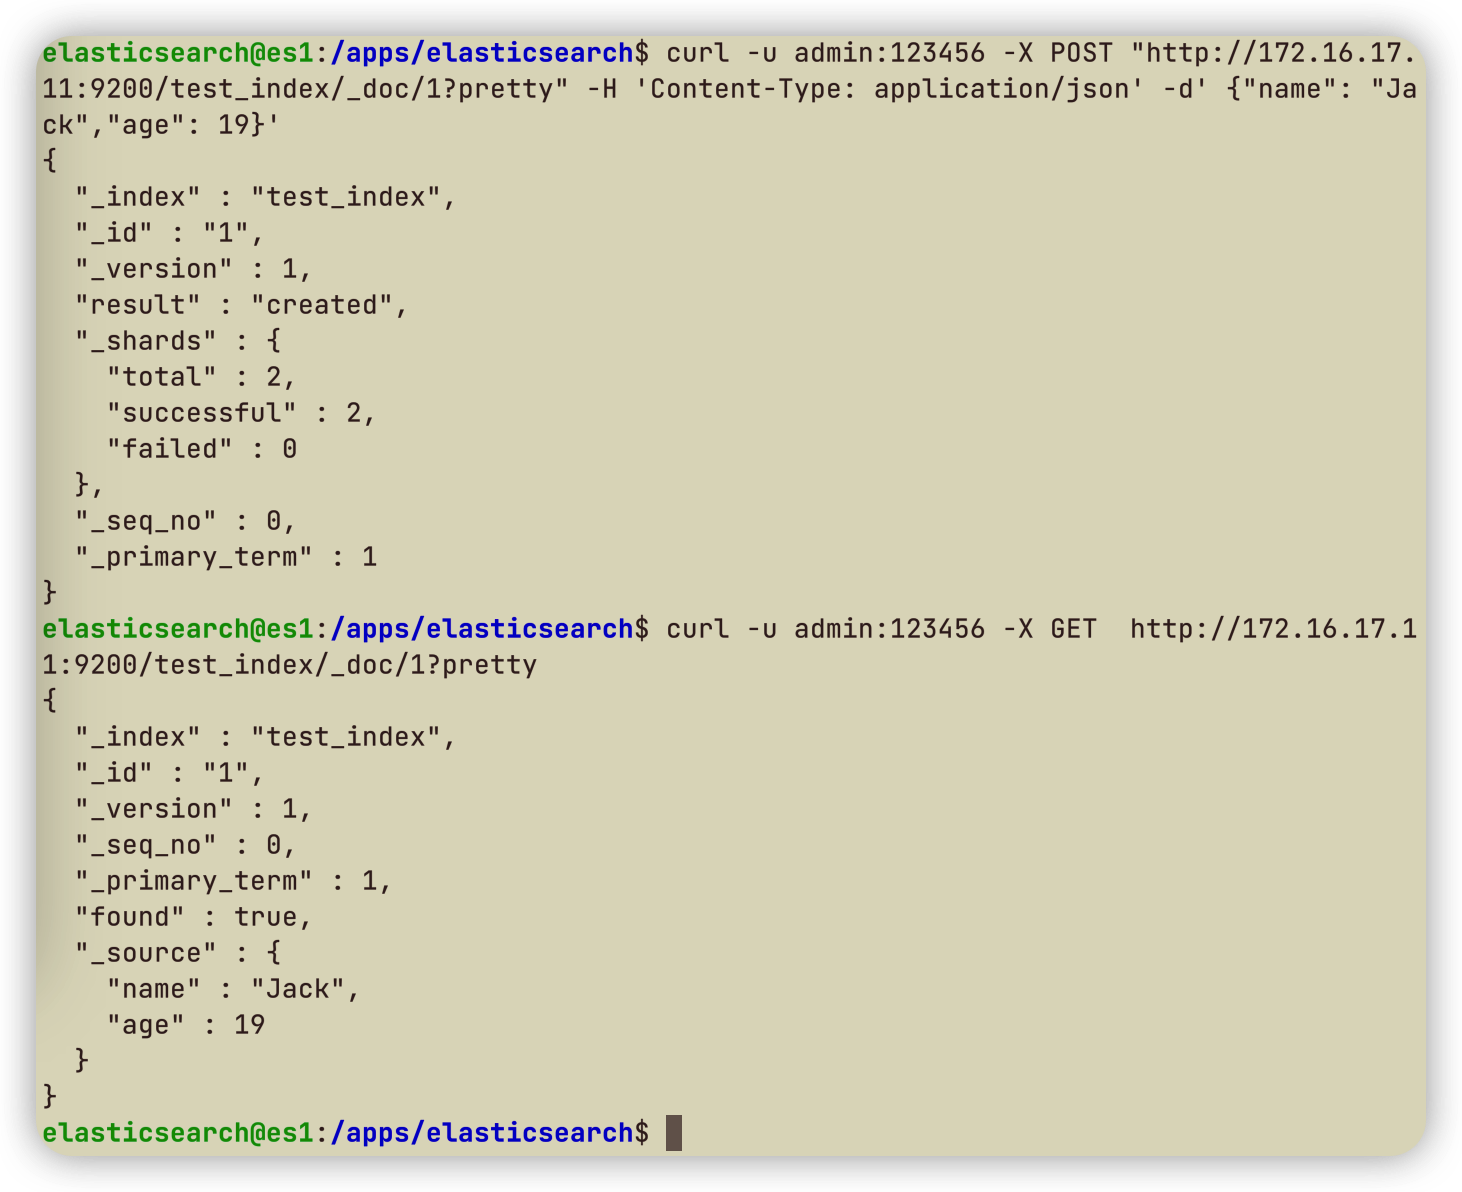 elasticsearch@es1:/apps/elasticsearch$ curl -u admin:123456 -X POST "http://172.16.17.
11:9200/test_index/_doc/1?pretty" -H 'Content-Type: application/json' -d' {"name": "Ja
ck","age": 19}'
{
  "_index" : "test_index",
  "_id" : "1",
  "_version" : 1,
  "result" : "created",
  "_shards" : {
    "total" : 2,
    "successful" : 2,
    "failed" : 0
  },
  "_seq_no" : 0,
  "_primary_term" : 1
}
elasticsearch@es1:/apps/elasticsearch$ curl -u admin:123456 -X GET  http://172.16.17.1
1:9200/test_index/_doc/1?pretty
{
  "_index" : "test_index",
  "_id" : "1",
  "_version" : 1,
  "_seq_no" : 0,
  "_primary_term" : 1,
  "found" : true,
  "_source" : {
    "name" : "Jack",
    "age" : 19
  }
}
elasticsearch@es1:/apps/elasticsearch$